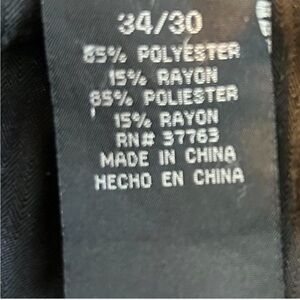 34/30
85% POLYESTER
15% RAYON
85% POLIESTER
15% RAYON
RN# 37763
MADE IN CHINA
HECHO EN CHINA